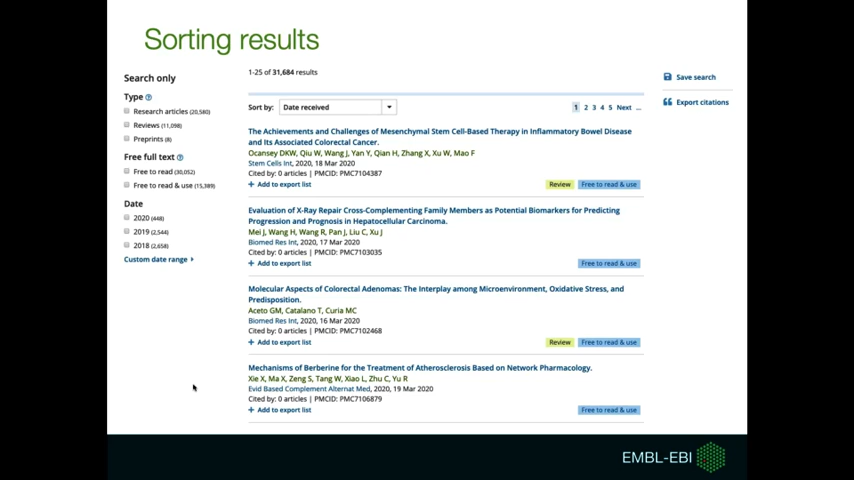 Sorting results
Search only
Type
Research articles (20,580)
Reviews (11,098)
Preprints (8)
Free full text
Free to read (30,052)
Free to read & use (15,389)
Date
2020 (448)
2019 (2,544)
2018 (2,658)
Custom date range
1-25 of 31,684 results
Sort by: Date received
1 2 3 4 5 Next ...
The Achievements and Challenges of Mesenchymal Stem Cell-Based Therapy in Inflammatory Bowel Disease
and Its Associated Colorectal Cancer.
Ocansey DKW, Qiu W, Wang J, Yan Y, Qian H, Zhang X, Xu W, Mao F
Stem Cells Int, 2020, 18 Mar 2020
Cited by: 0 articles | PMCID: PMC7104387
+ Add to export list
Review Free to read & use
Evaluation of X-Ray Repair Cross-Complementing Family Members as Potential Biomarkers for Predicting
Progression and Prognosis in Hepatocellular Carcinoma.
Mei J, Wang H, Wang R, Pan J, Liu C, Xu J
Biomed Res Int, 2020, 17 Mar 2020
Cited by: 0 articles | PMCID: PMC7103035
+ Add to export list
Free to read & use
Molecular Aspects of Colorectal Adenomas: The Interplay among Microenvironment, Oxidative Stress, and
Predisposition.
Aceto GM, Catalano T, Curia MC
Biomed Res Int, 2020, 16 Mar 2020
Cited by: 0 articles | PMCID: PMC7102468
+ Add to export list
Review Free to read & use
Mechanisms of Berberine for the Treatment of Atherosclerosis Based on Network Pharmacology.
Xie X, Ma X, Zeng S, Tang W, Xiao L, Zhu C, Yu R
Evid Based Complement Alternat Med, 2020, 19 Mar 2020
Cited by: 0 articles | PMCID: PMC7106879
+ Add to export list
Free to read & use
Save search
Export citations
EMBL-EBI